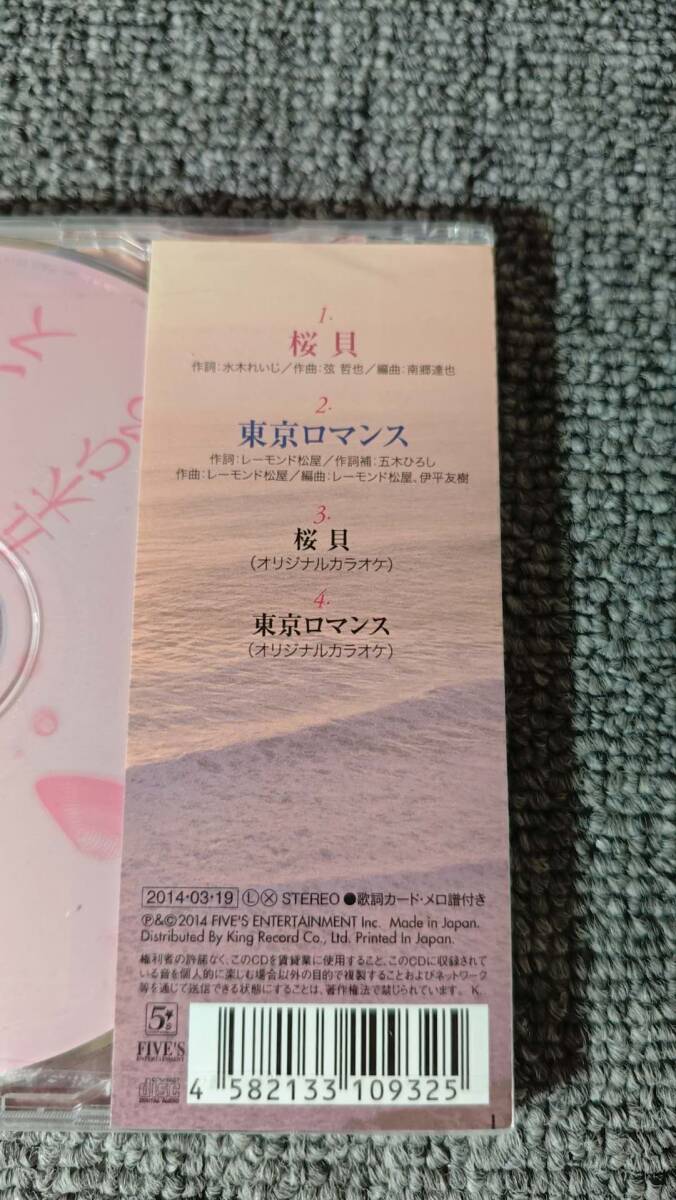 五木ひろし
1.
桜貝
作詞:水木れいじ/作曲:弦 哲也/編曲:南郷達也
2.
東京ロマンス
作詞:レーモンド松屋/作詞補:五木ひろし
作曲:レーモンド松屋/編曲:レーモンド松屋、伊平友樹
3.
桜貝
(オリジナルカラオケ)
4.
東京ロマンス
(オリジナルカラオケ)
2014・03・19 Ⓛ Ⓧ STEREO ●歌詞カード・メロ譜付き
Ⓟ&©2014 FIVE'S ENTERTAINMENT Inc. Made in Japan.
Distributed By King Record Co., Ltd. Printed In Japan.
権利者の許諾なく、このCDを賃貸業に使用すること、このCDに収録されて
いる音を個人的に楽しむ場合以外の目的で複製することおよびネットワーク
等を通じて送信できる状態にすることは、著作権法で禁じられています。 K.
5's
FIVE'S
ENTERTAINMENT
disc
DIGITAL AUDIO
4 582133 109325
1